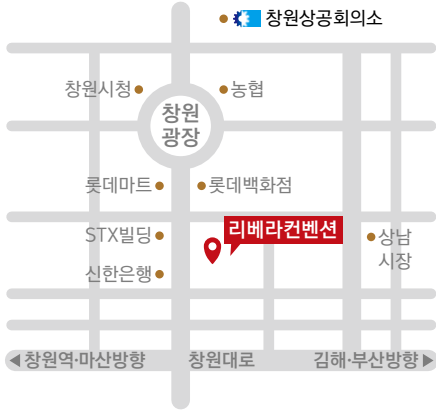 창원상공회의소
창원시청
농협
창원
광장
롯데마트
롯데백화점
리베라컨벤션
STX빌딩
상남
시장
신한은행
창원역·마산방향
창원대로
김해·부산방향